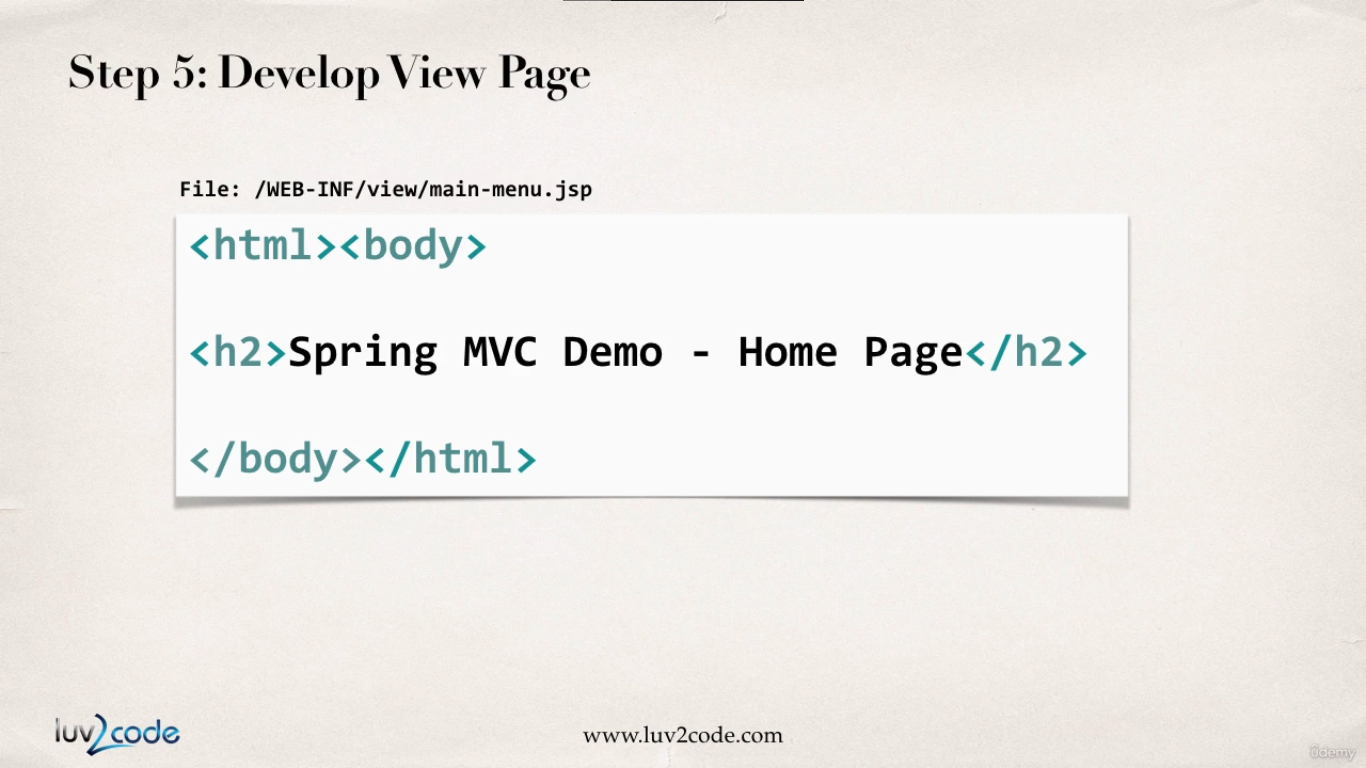 Step 5: Develop View Page
File: /WEB-INF/view/main-menu.jsp
<html><body>
<h2>Spring MVC Demo - Home Page</h2>
</body></html>
luv2code
www.luv2code.com
ûdemy